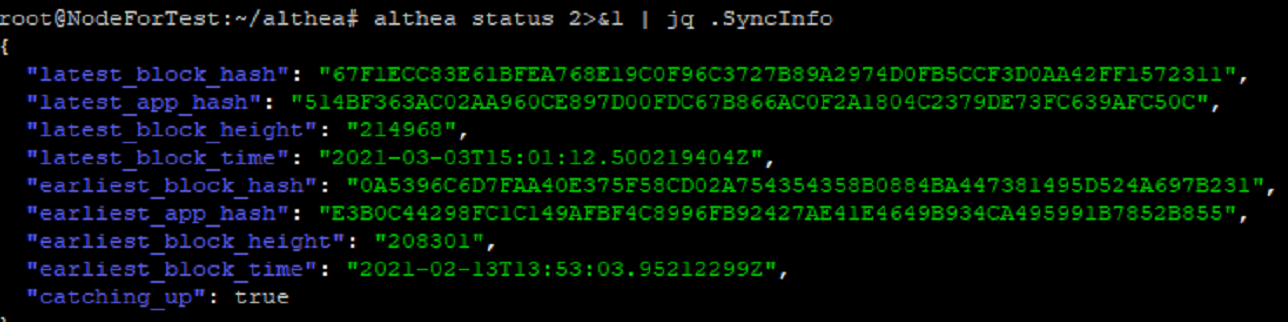 root@NodeForTest:~/althea# althea status 2>&1 | jq .SyncInfo
{
"latest_block_hash": "67F1ECC83E61BFEA768E19C0F96C3727B89A2974D0FB5CCF3D0AA42FF1572311",
"latest_app_hash": "514BF363AC02AA960CE897D00FDC67B866AC0F2A1804C2379DE73FC639AFC50C",
"latest_block_height": "214968",
"latest_block_time": "2021-03-03T15:01:12.500219404Z",
"earliest_block_hash": "0A5396C6D7FAA40E375F58CD02A754354358B0884BA447381495D524A697B231",
"earliest_app_hash": "E3B0C44298FC1C149AFBF4C8996FB92427AE41E4649B934CA495991B7852B855",
"earliest_block_height": "208301",
"earliest_block_time": "2021-02-13T13:53:03.95212299Z",
"catching_up": true